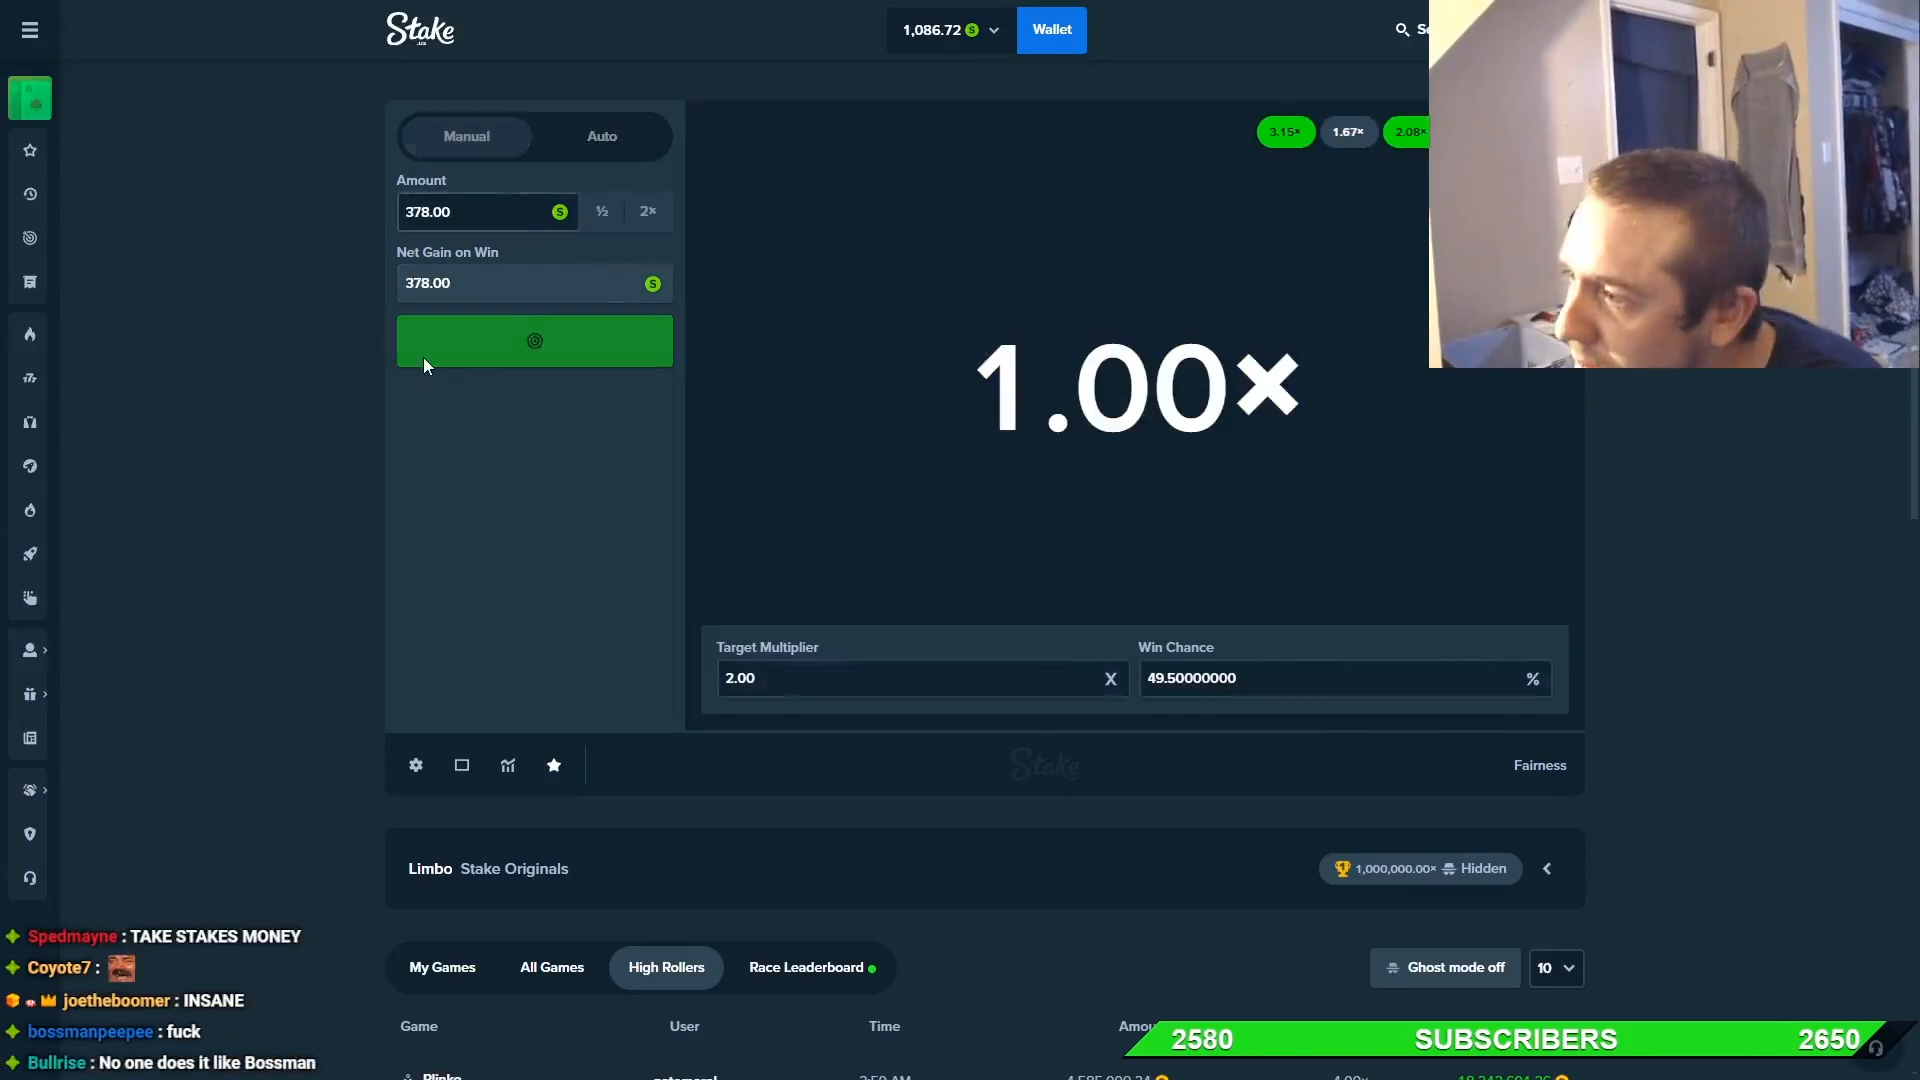 Stake
.us
1,086.72
Wallet
Manual
Auto
3.15×
1.67×
2.08×
Amount
378.00
½
2×
Net Gain on Win
378.00
1.00×
Target Multiplier
2.00
X
Win Chance
49.50000000
%
Stake
Fairness
Limbo
Stake Originals
1,000,000.00×
Hidden
Spedmayne : TAKE STAKES MONEY
Coyote7 :
joetheboomer : INSANE
bossmanpeepee : fuck
Bullrise : No one does it like Bossman
My Games
All Games
High Rollers
Race Leaderboard
Ghost mode off
10
Game
User
Time
2580
SUBSCRIBERS
2650
Plinko